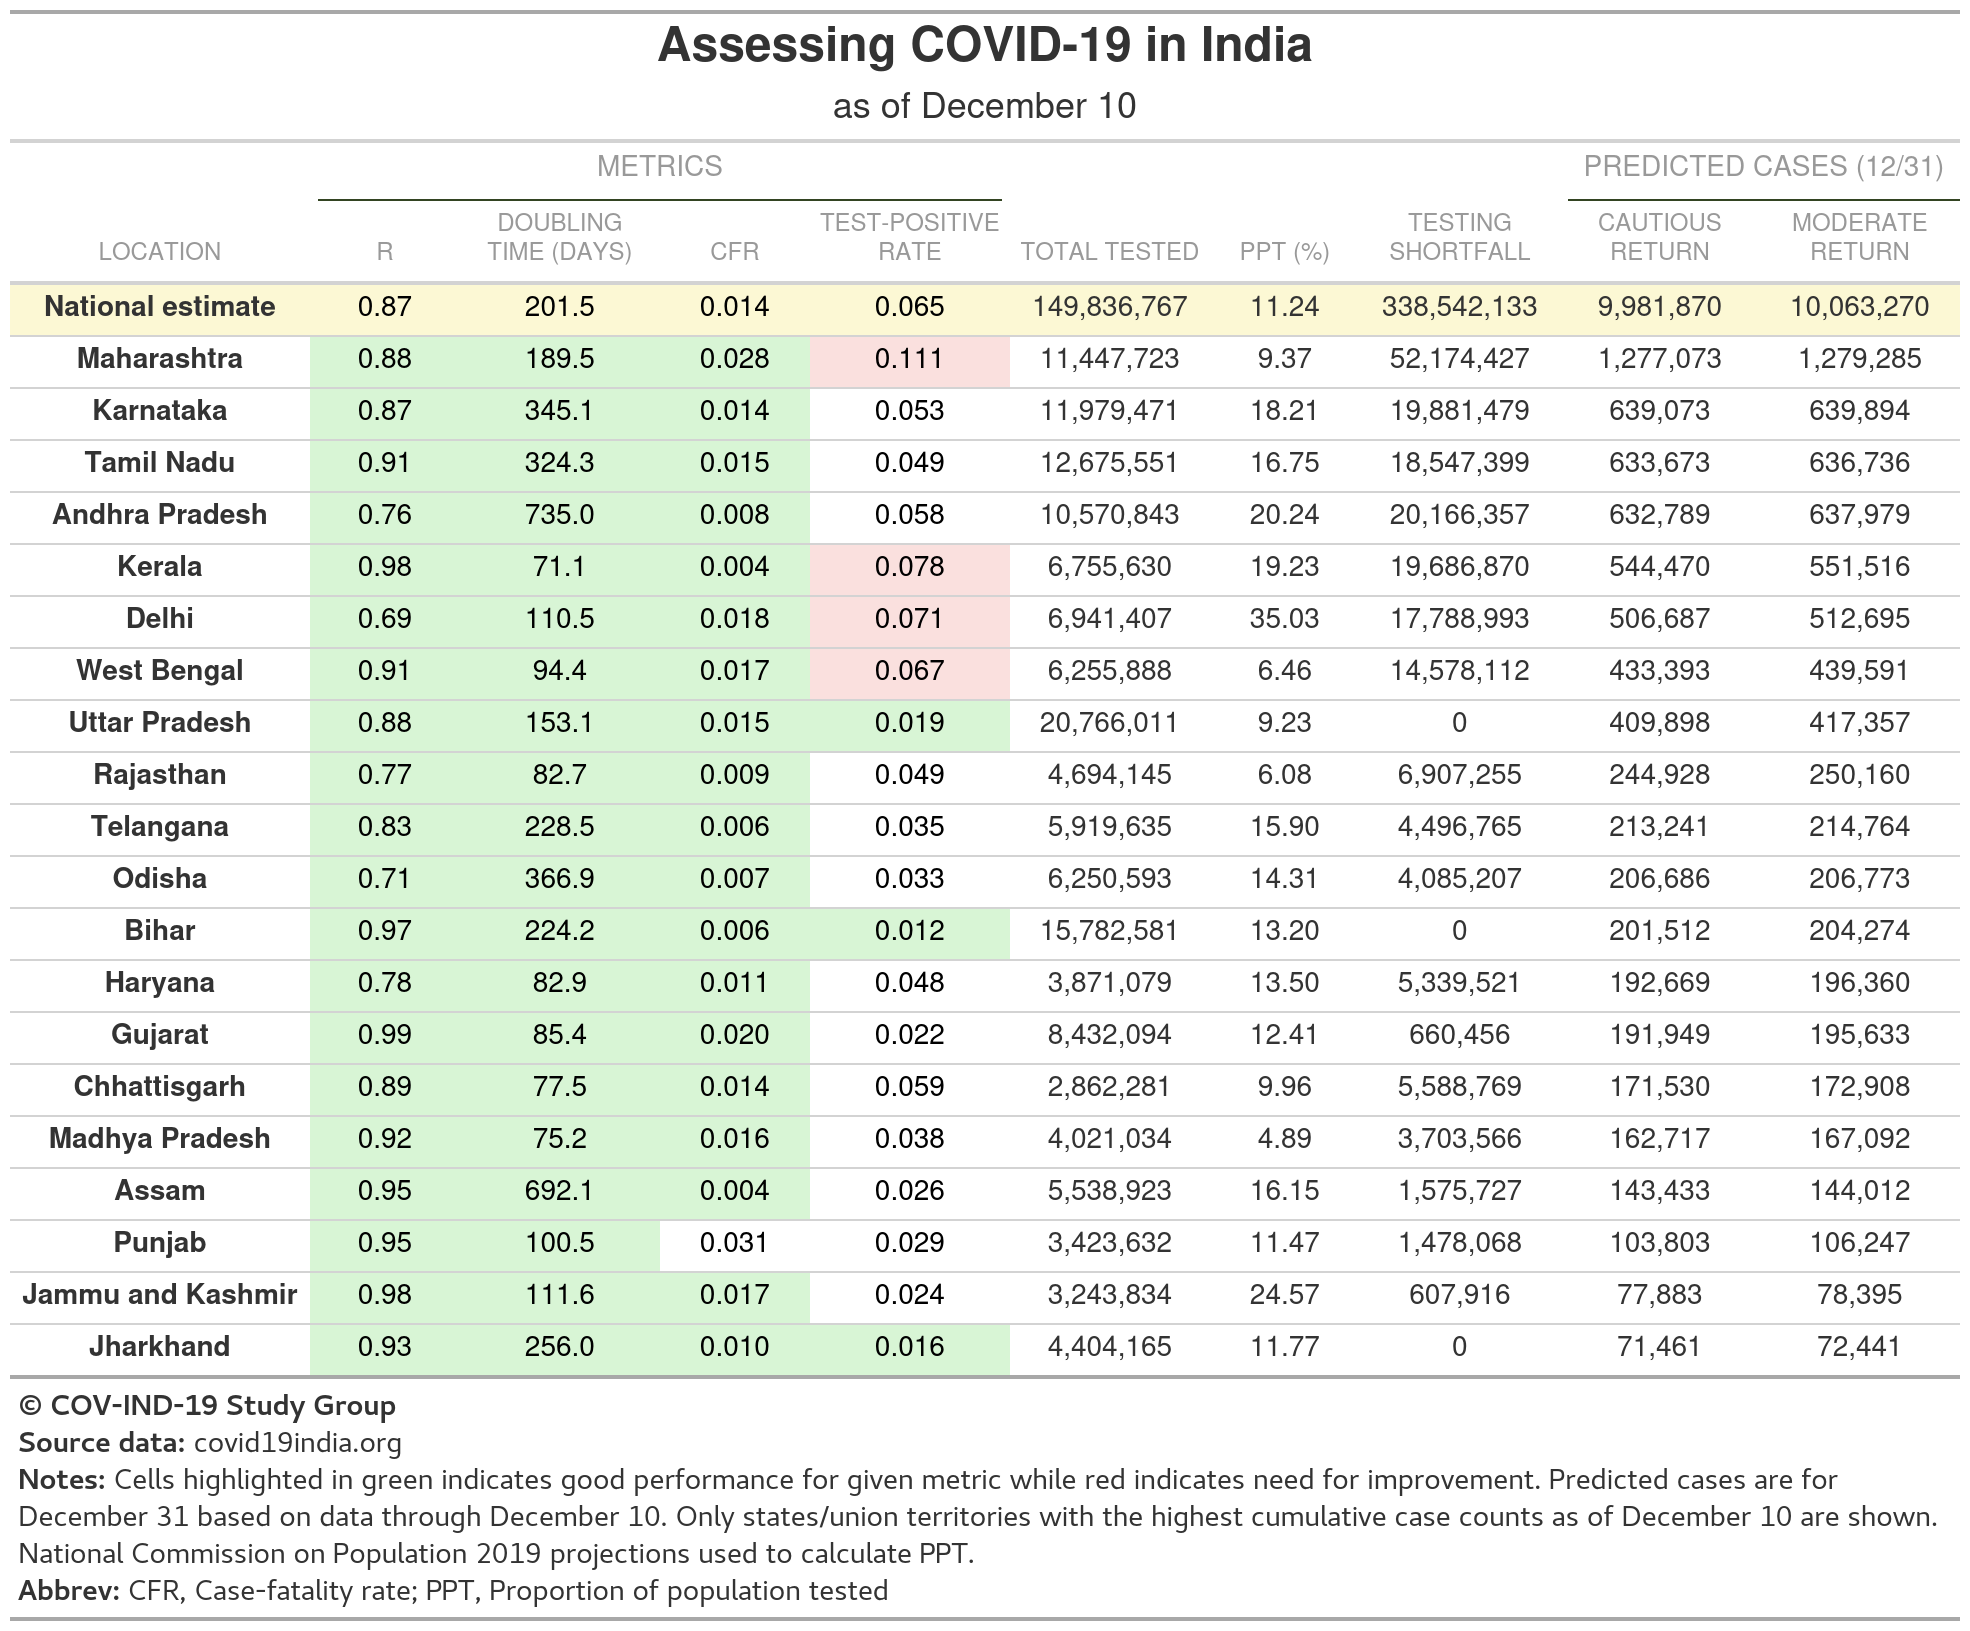 Assessing COVID-19 in India
as of December 10
METRICS PREDICTED CASES (12/31)
LOCATION R DOUBLING TIME (DAYS) CFR TEST-POSITIVE RATE TOTAL TESTED PPT (%) TESTING SHORTFALL CAUTIOUS RETURN MODERATE RETURN
National estimate 0.87 201.5 0.014 0.065 149,836,767 11.24 338,542,133 9,981,870 10,063,270
Maharashtra 0.88 189.5 0.028 0.111 11,447,723 9.37 52,174,427 1,277,073 1,279,285
Karnataka 0.87 345.1 0.014 0.053 11,979,471 18.21 19,881,479 639,073 639,894
Tamil Nadu 0.91 324.3 0.015 0.049 12,675,551 16.75 18,547,399 633,673 636,736
Andhra Pradesh 0.76 735.0 0.008 0.058 10,570,843 20.24 20,166,357 632,789 637,979
Kerala 0.98 71.1 0.004 0.078 6,755,630 19.23 19,686,870 544,470 551,516
Delhi 0.69 110.5 0.018 0.071 6,941,407 35.03 17,788,993 506,687 512,695
West Bengal 0.91 94.4 0.017 0.067 6,255,888 6.46 14,578,112 433,393 439,591
Uttar Pradesh 0.88 153.1 0.015 0.019 20,766,011 9.23 0 409,898 417,357
Rajasthan 0.77 82.7 0.009 0.049 4,694,145 6.08 6,907,255 244,928 250,160
Telangana 0.83 228.5 0.006 0.035 5,919,635 15.90 4,496,765 213,241 214,764
Odisha 0.71 366.9 0.007 0.033 6,250,593 14.31 4,085,207 206,686 206,773
Bihar 0.97 224.2 0.006 0.012 15,782,581 13.20 0 201,512 204,274
Haryana 0.78 82.9 0.011 0.048 3,871,079 13.50 5,339,521 192,669 196,360
Gujarat 0.99 85.4 0.020 0.022 8,432,094 12.41 660,456 191,949 195,633
Chhattisgarh 0.89 77.5 0.014 0.059 2,862,281 9.96 5,588,769 171,530 172,908
Madhya Pradesh 0.92 75.2 0.016 0.038 4,021,034 4.89 3,703,566 162,717 167,092
Assam 0.95 692.1 0.004 0.026 5,538,923 16.15 1,575,727 143,433 144,012
Punjab 0.95 100.5 0.031 0.029 3,423,632 11.47 1,478,068 103,803 106,247
Jammu and Kashmir 0.98 111.6 0.017 0.024 3,243,834 24.57 607,916 77,883 78,395
Jharkhand 0.93 256.0 0.010 0.016 4,404,165 11.77 0 71,461 72,441
© COV-IND-19 Study Group
Source data: covid19india.org
Notes: Cells highlighted in green indicates good performance for given metric while red indicates need for improvement. Predicted cases are for
December 31 based on data through December 10. Only states/union territories with the highest cumulative case counts as of December 10 are shown.
National Commission on Population 2019 projections used to calculate PPT.
Abbrev: CFR, Case-fatality rate; PPT, Proportion of population tested